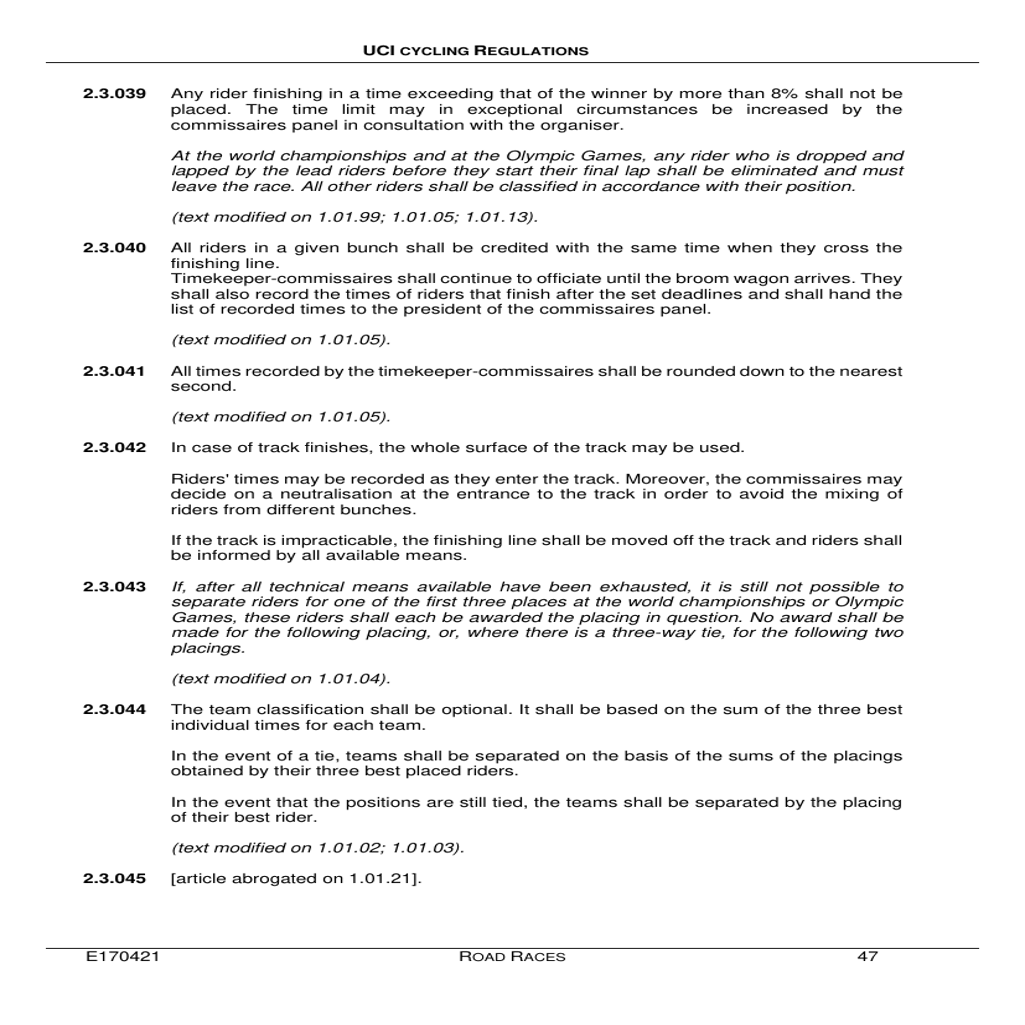 UCI CYCLING REGULATIONS
2.3.039 Any rider finishing in a time exceeding that of the winner by more than 8% shall not be
placed. The time limit may in exceptional circumstances be increased by the
commissaires panel in consultation with the organiser.
At the world championships and at the Olympic Games, any rider who is dropped and
lapped by the lead riders before they start their final lap shall be eliminated and must
leave the race. All other riders shall be classified in accordance with their position.
(text modified on 1.01.99; 1.01.05; 1.01.13).
2.3.040 All riders in a given bunch shall be credited with the same time when they cross the
finishing line.
Timekeeper-commissaires shall continue to officiate until the broom wagon arrives. They
shall also record the times of riders that finish after the set deadlines and shall hand the
list of recorded times to the president of the commissaires panel.
(text modified on 1.01.05).
2.3.041 All times recorded by the timekeeper-commissaires shall be rounded down to the nearest
second.
(text modified on 1.01.05).
2.3.042 In case of track finishes, the whole surface of the track may be used.
Riders' times may be recorded as they enter the track. Moreover, the commissaires may
decide on a neutralisation at the entrance to the track in order to avoid the mixing of
riders from different bunches.
If the track is impracticable, the finishing line shall be moved off the track and riders shall
be informed by all available means.
2.3.043 If, after all technical means available have been exhausted, it is still not possible to
separate riders for one of the first three places at the world championships or Olympic
Games, these riders shall each be awarded the placing in question. No award shall be
made for the following placing, or, where there is a three-way tie, for the following two
placings.
(text modified on 1.01.04).
2.3.044 The team classification shall be optional. It shall be based on the sum of the three best
individual times for each team.
In the event of a tie, teams shall be separated on the basis of the sums of the placings
obtained by their three best placed riders.
In the event that the positions are still tied, the teams shall be separated by the placing
of their best rider.
(text modified on 1.01.02; 1.01.03).
2.3.045 [article abrogated on 1.01.21].
E170421 ROAD RACES 47